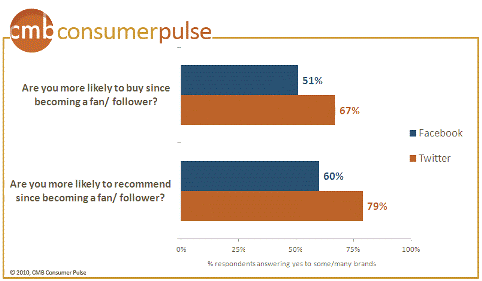 cmbconsumerpulse
Are you more likely to buy since
becoming a fan/ follower?
51%
67%
Facebook
Twitter
Are you more likely to recommend
since becoming a fan/ follower?
60%
79%
0% 25% 50% 75% 100%
% respondents answering yes to some/many brands
© 2010, CMB Consumer Pulse